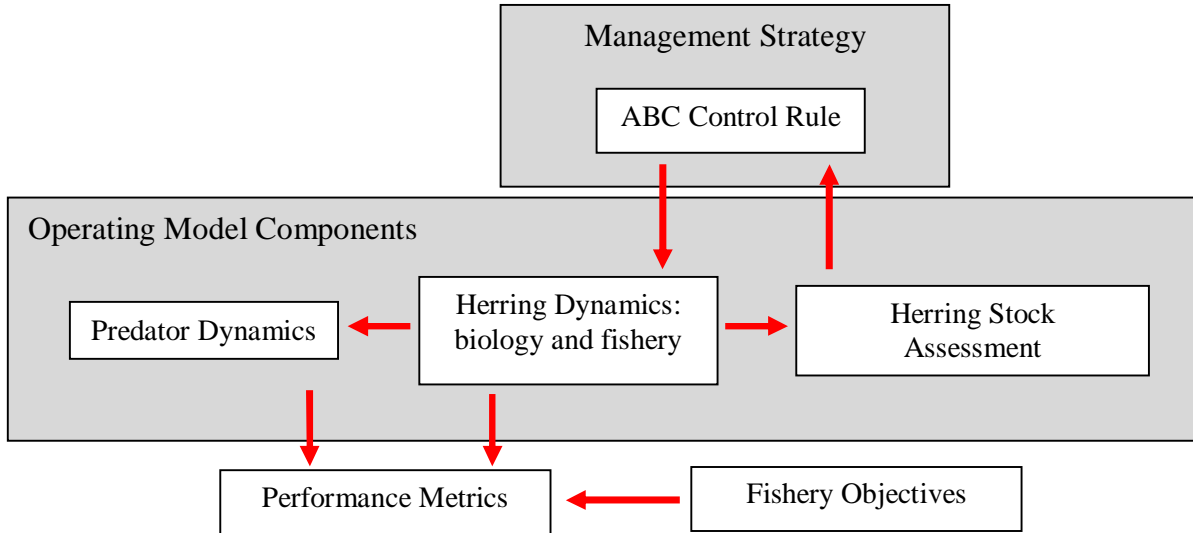 Management Strategy
ABC Control Rule
Operating Model Components
Predator Dynamics
Herring Dynamics:
biology and fishery
Herring Stock
Assessment
Performance Metrics
Fishery Objectives